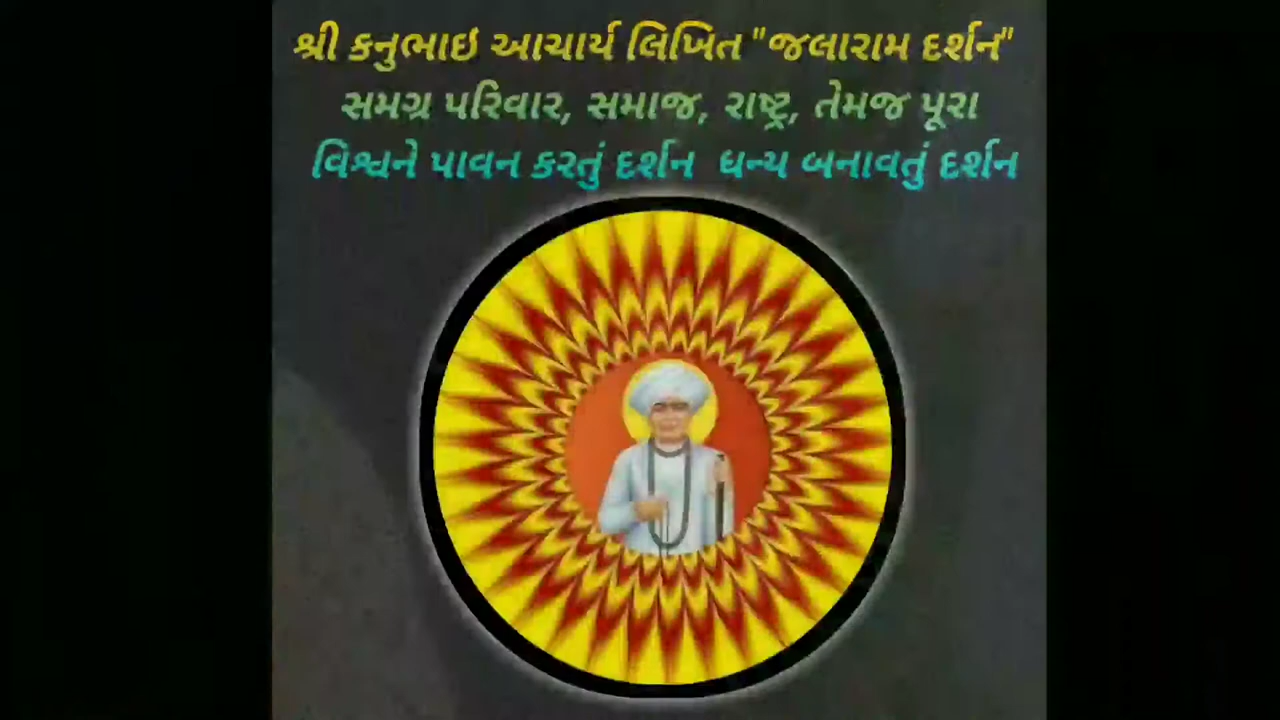 શ્રી કનુભાઇ આચાર્ય લિખિત "જલારામ દર્શન"
સમગ્ર પરિવાર, સમાજ, રાષ્ટ્ર, તેમજ પૂરા
વિશ્વને પાવન કરતું દર્શન ધન્ય બનાવતું દર્શન